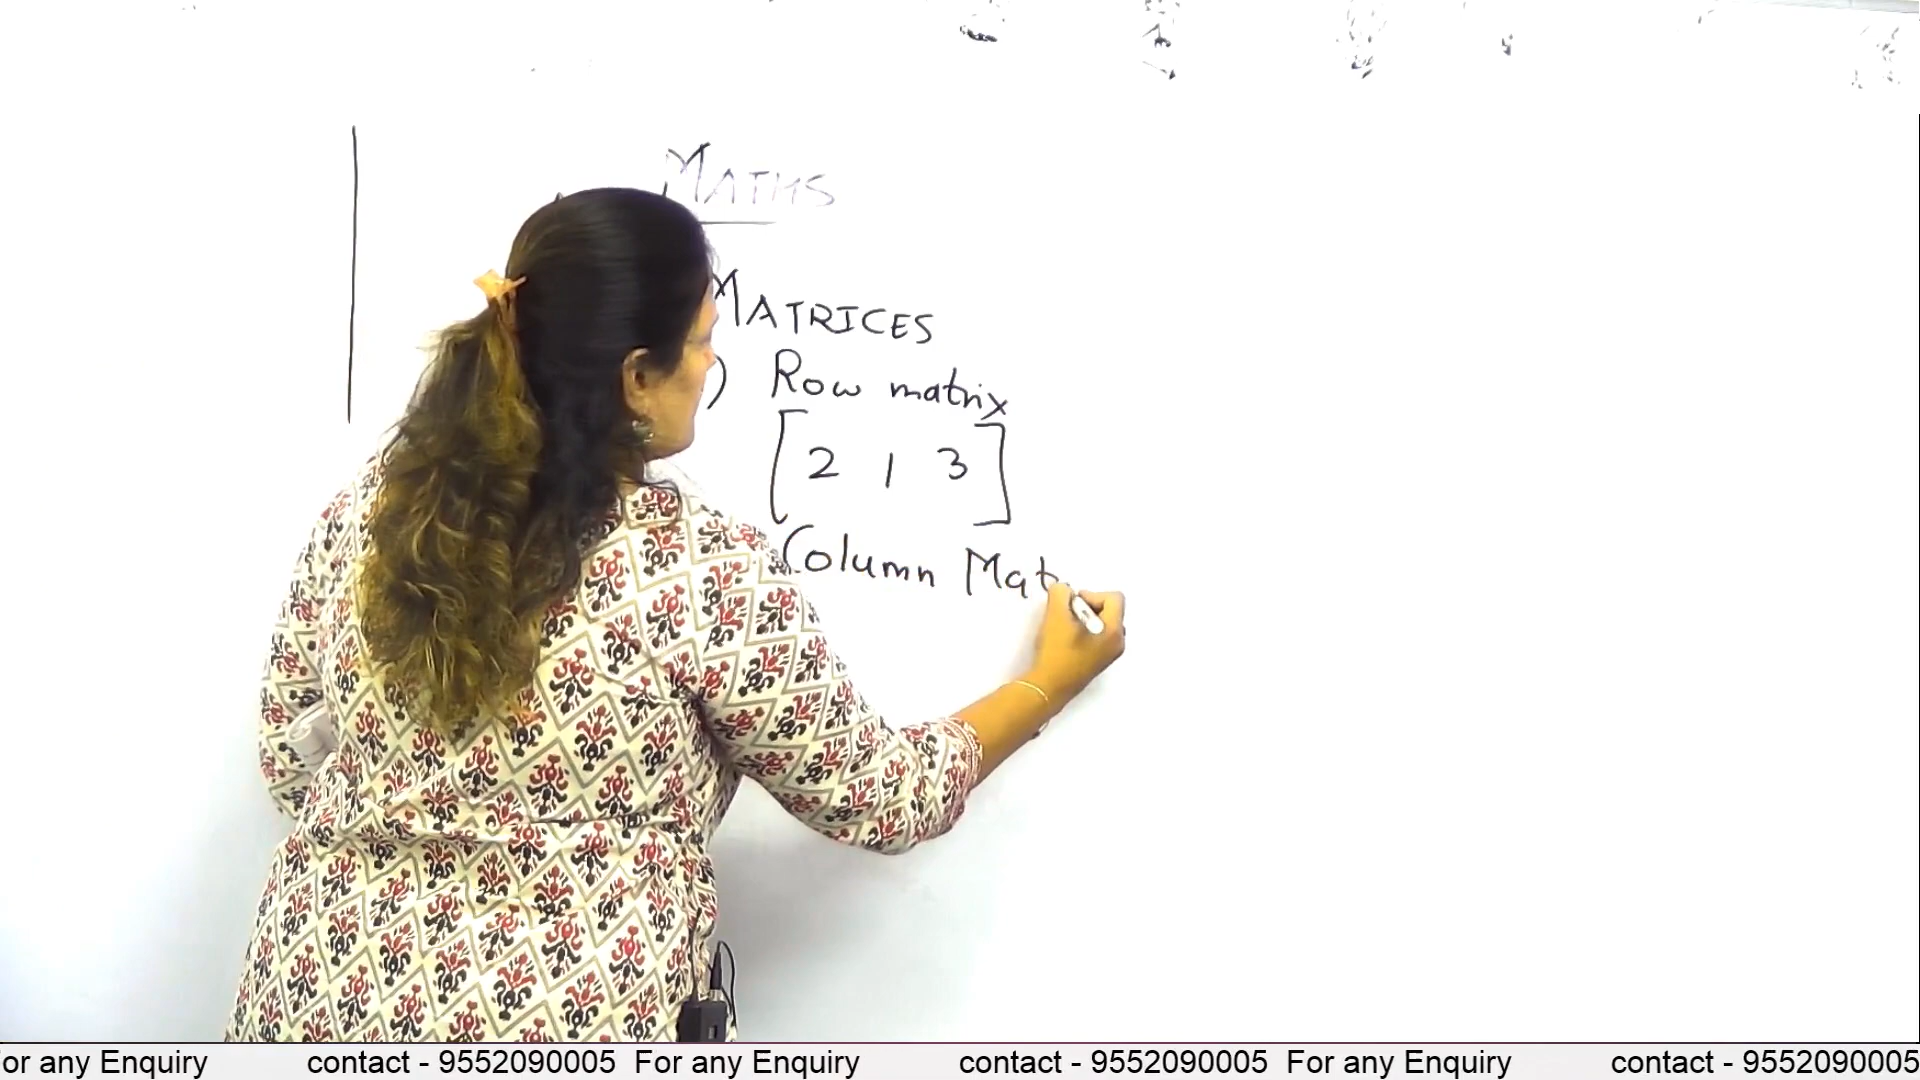 MATHS
MATRICES
) Row matrix
[ 2 1 3 ]
Column Mat
or any Enquiry contact - 9552090005 For any Enquiry contact - 9552090005 For any Enquiry contact - 9552090005